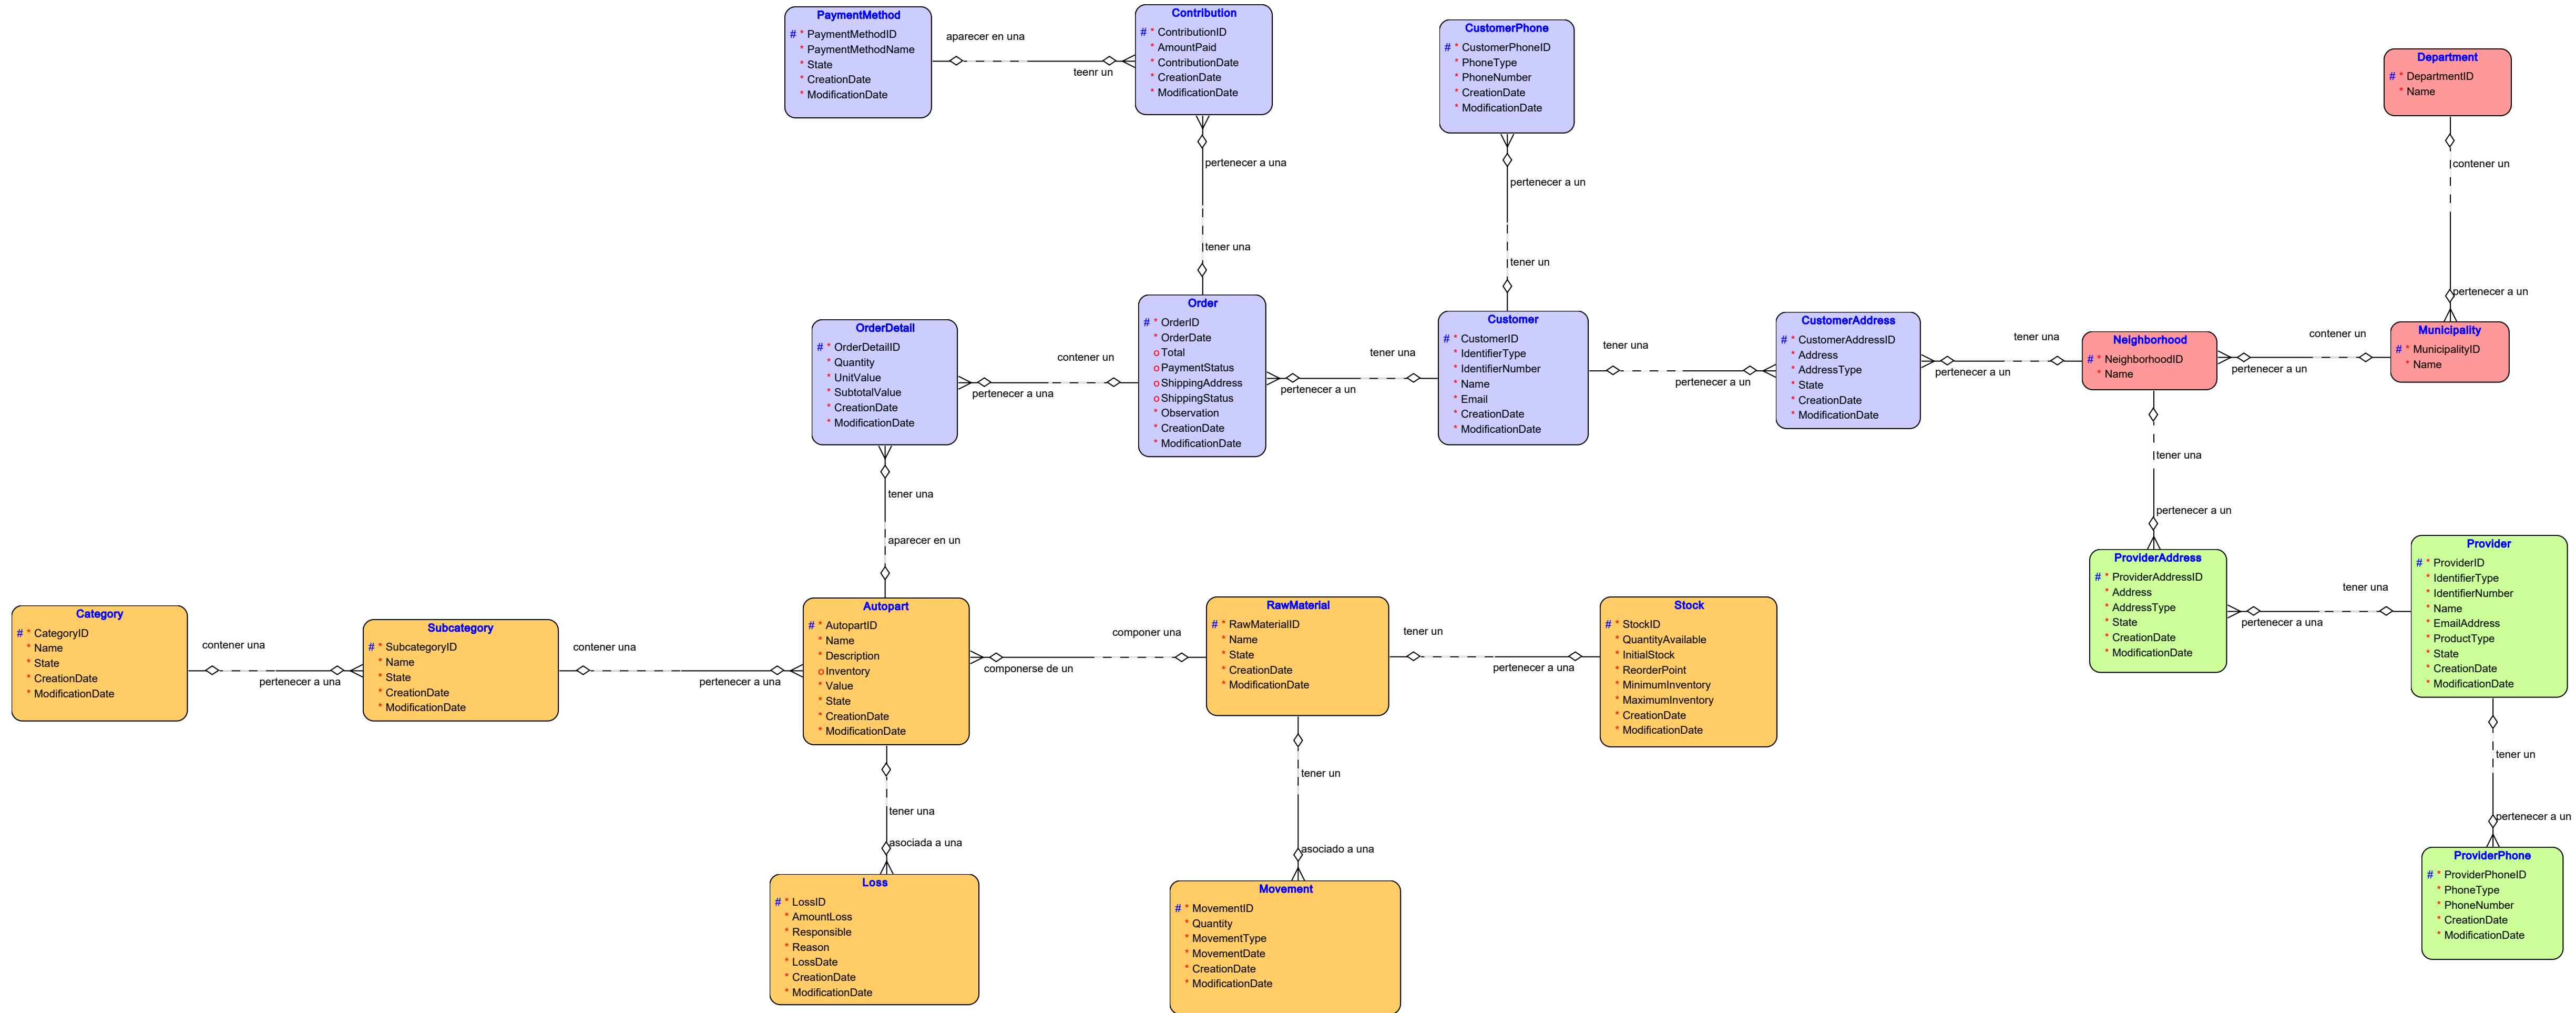 PaymentMethod
# * PaymentMethodID
* PaymentMethodName
* State
* CreationDate
* ModificationDate
aparecer en una
teenr un
Contribution
# * ContributionID
* AmountPaid
* ContributionDate
* CreationDate
* ModificationDate
CustomerPhone
# * CustomerPhoneID
* PhoneType
* PhoneNumber
* CreationDate
* ModificationDate
Department
# * DepartmentID
* Name
pertenecer a una
tener una
pertenecer a un
tener un
contener un
pertenecer a un
OrderDetail
# * OrderDetailID
* Quantity
* UnitValue
* SubtotalValue
* CreationDate
* ModificationDate
contener un
pertenecer a una
Order
# * OrderID
* OrderDate
o Total
o PaymentStatus
o ShippingAddress
o ShippingStatus
* Observation
* CreationDate
* ModificationDate
tener una
pertenecer a un
Customer
# * CustomerID
* IdentifierType
* IdentifierNumber
* Name
* Email
* CreationDate
* ModificationDate
tener una
pertenecer a un
CustomerAddress
# * CustomerAddressID
* Address
* AddressType
* State
* CreationDate
* ModificationDate
tener una
pertenecer a un
Neighborhood
# * NeighborhoodID
* Name
contener un
pertenecer a un
Municipality
# * MunicipalityID
* Name
tener una
aparecer en un
tener una
pertenecer a un
Category
# * CategoryID
* Name
* State
* CreationDate
* ModificationDate
contener una
pertenecer a una
Subcategory
# * SubcategoryID
* Name
* State
* CreationDate
* ModificationDate
contener una
pertenecer a una
Autopart
# * AutopartID
* Name
* Description
o Inventory
* Value
* State
* CreationDate
* ModificationDate
componer una
componerse de un
RawMaterial
# * RawMaterialID
* Name
* State
* CreationDate
* ModificationDate
tener un
pertenecer a una
Stock
# * StockID
* QuantityAvailable
* InitialStock
* ReorderPoint
* MinimumInventory
* MaximumInventory
* CreationDate
* ModificationDate
ProviderAddress
# * ProviderAddressID
* Address
* AddressType
* State
* CreationDate
* ModificationDate
tener una
pertenecer a una
Provider
# * ProviderID
* IdentifierType
* IdentifierNumber
* Name
* EmailAddress
* ProductType
* State
* CreationDate
* ModificationDate
tener una
asociada a una
tener un
asociado a una
tener un
pertenecer a un
Loss
# * LossID
* AmountLoss
* Responsible
* Reason
* LossDate
* CreationDate
* ModificationDate
Movement
# * MovementID
* Quantity
* MovementType
* MovementDate
* CreationDate
* ModificationDate
ProviderPhone
# * ProviderPhoneID
* PhoneType
* PhoneNumber
* CreationDate
* ModificationDate